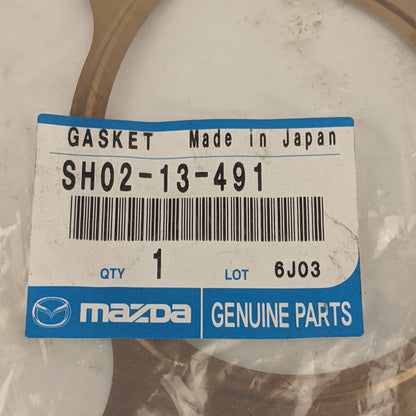 GASKET Made in Japan
SH02-13-491
QTY 1 LOT 6J03
mazda GENUINE PARTS